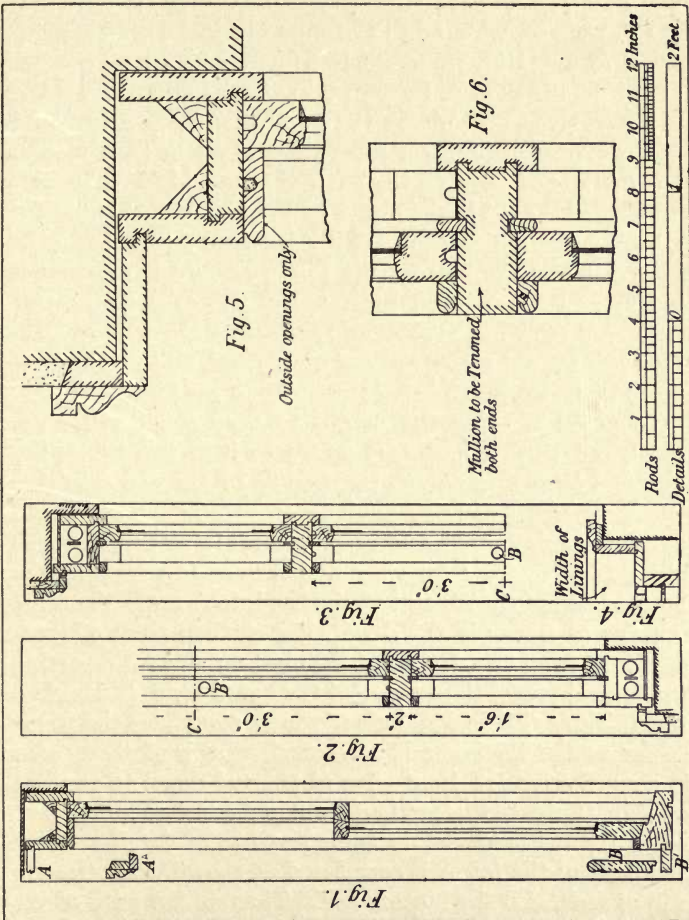 Fig. 5.
Outside openings only
Fig. 6.
Mullion to be Tenoned
both ends
1 2 3 4 5 6 7 8 9 10 11 12 Inches
Rods
Details
0 1 2 Feet
Fig. 3.
3'.0"
C
B
Fig. 4.
Width of
Linings
Fig. 2.
1'.6"
2"
3'.0"
C
B
Fig. 1.
A
A'
B
B'